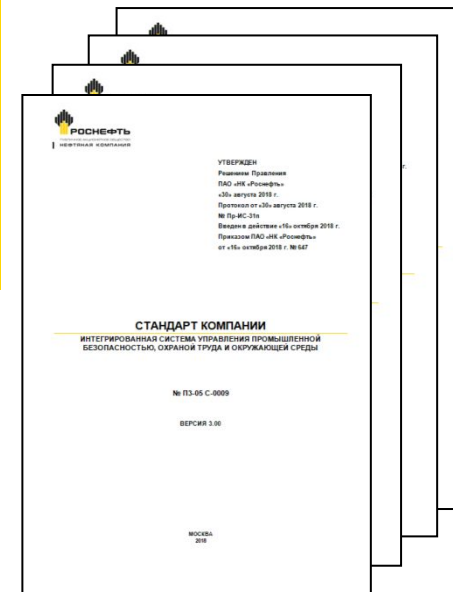 РОСНЕФТЬ
НЕФТЯНАЯ КОМПАНИЯ
УТВЕРЖДЕН
Решением Правления
ПАО «НК «Роснефть»
«30» августа 2018 г.
Протокол от «30» августа 2018 г.
№ Пр-ИС-31п
Введен в действие «16» октября 2018 г.
Приказом ПАО «НК «Роснефть»
от «16» октября 2018 г. № 647
г.
СТАНДАРТ КОМПАНИИ
ИНТЕГРИРОВАННАЯ СИСТЕМА УПРАВЛЕНИЯ ПРОМЫШЛЕННОЙ
БЕЗОПАСНОСТЬЮ, ОХРАНОЙ ТРУДА И ОКРУЖАЮЩЕЙ СРЕДЫ
№ П3-05 С-0009
ВЕРСИЯ 3.00
МОСКВА
2018